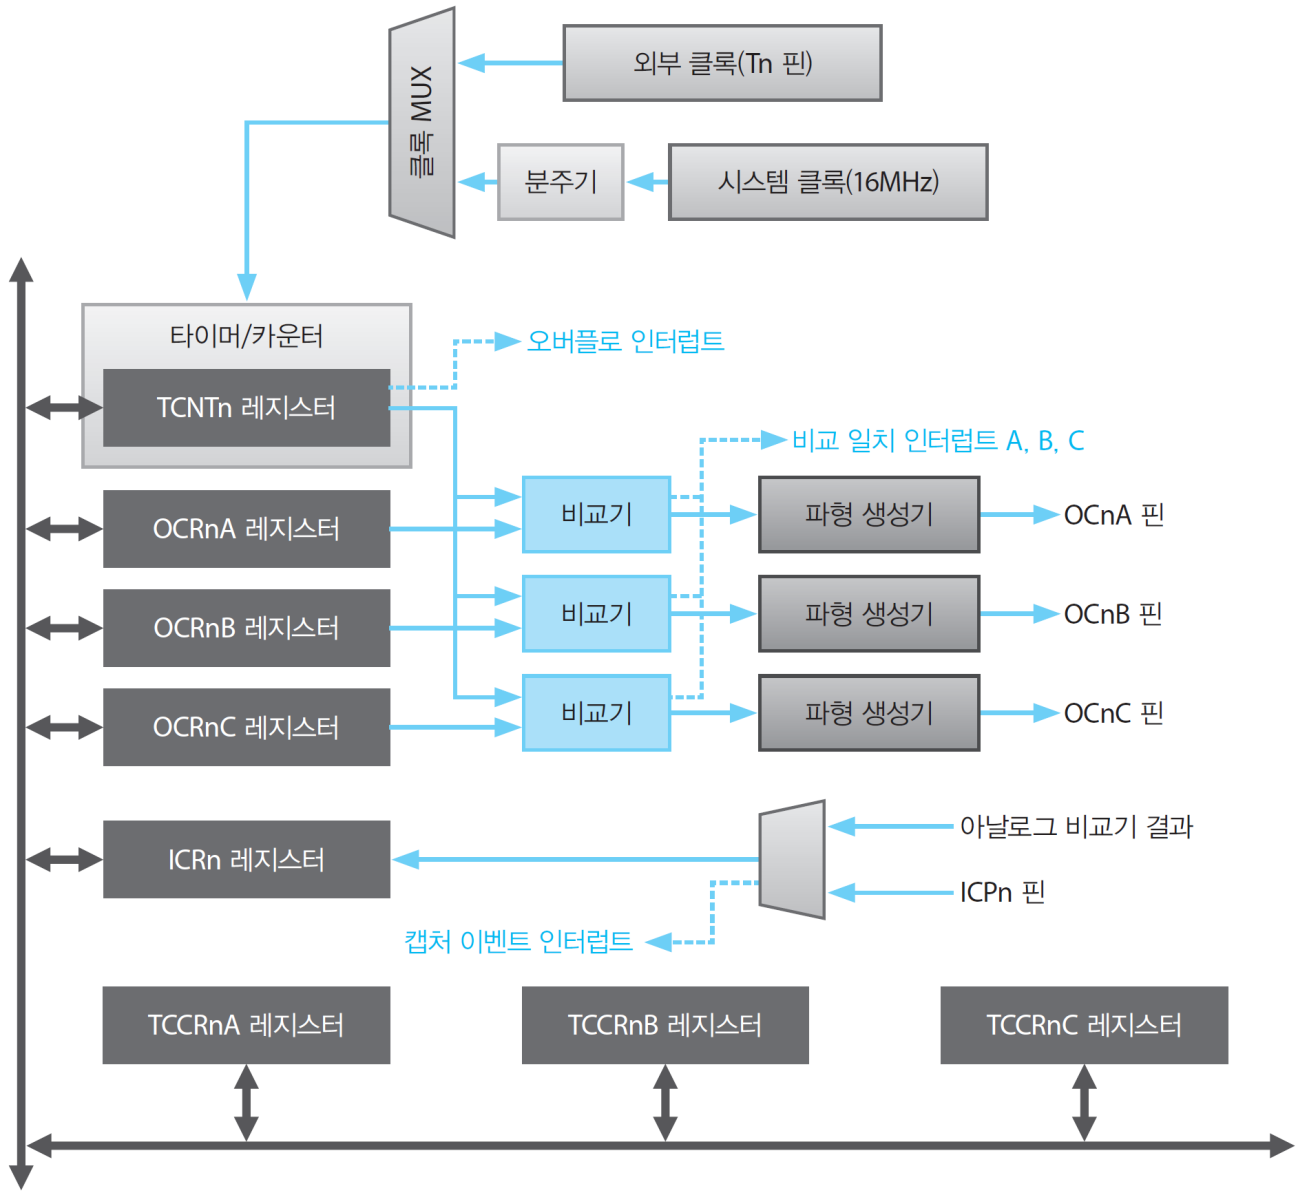 외부 클록(Tn 핀)
클록 MUX
분주기
시스템 클록(16MHz)
타이머/카운터
오버플로 인터럽트
TCNTn 레지스터
비교 일치 인터럽트 A, B, C
OCRnA 레지스터
비교기
파형 생성기
OCnA 핀
OCRnB 레지스터
비교기
파형 생성기
OCnB 핀
OCRnC 레지스터
비교기
파형 생성기
OCnC 핀
아날로그 비교기 결과
ICRn 레지스터
ICPn 핀
캡처 이벤트 인터럽트
TCCRnA 레지스터
TCCRnB 레지스터
TCCRnC 레지스터